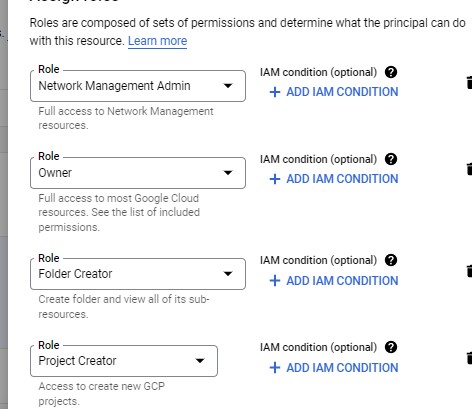 Roles are composed of sets of permissions and determine what the principal can do
with this resource. Learn more
Role
Network Management Admin
IAM condition (optional)
+ ADD IAM CONDITION
Full access to Network Management
resources.
Role
Owner
IAM condition (optional)
+ ADD IAM CONDITION
Full access to most Google Cloud
resources. See the list of included
permissions.
Role
Folder Creator
IAM condition (optional)
+ ADD IAM CONDITION
Create folder and view all of its sub-
resources.
Role
Project Creator
IAM condition (optional)
+ ADD IAM CONDITION
Access to create new GCP
projects.